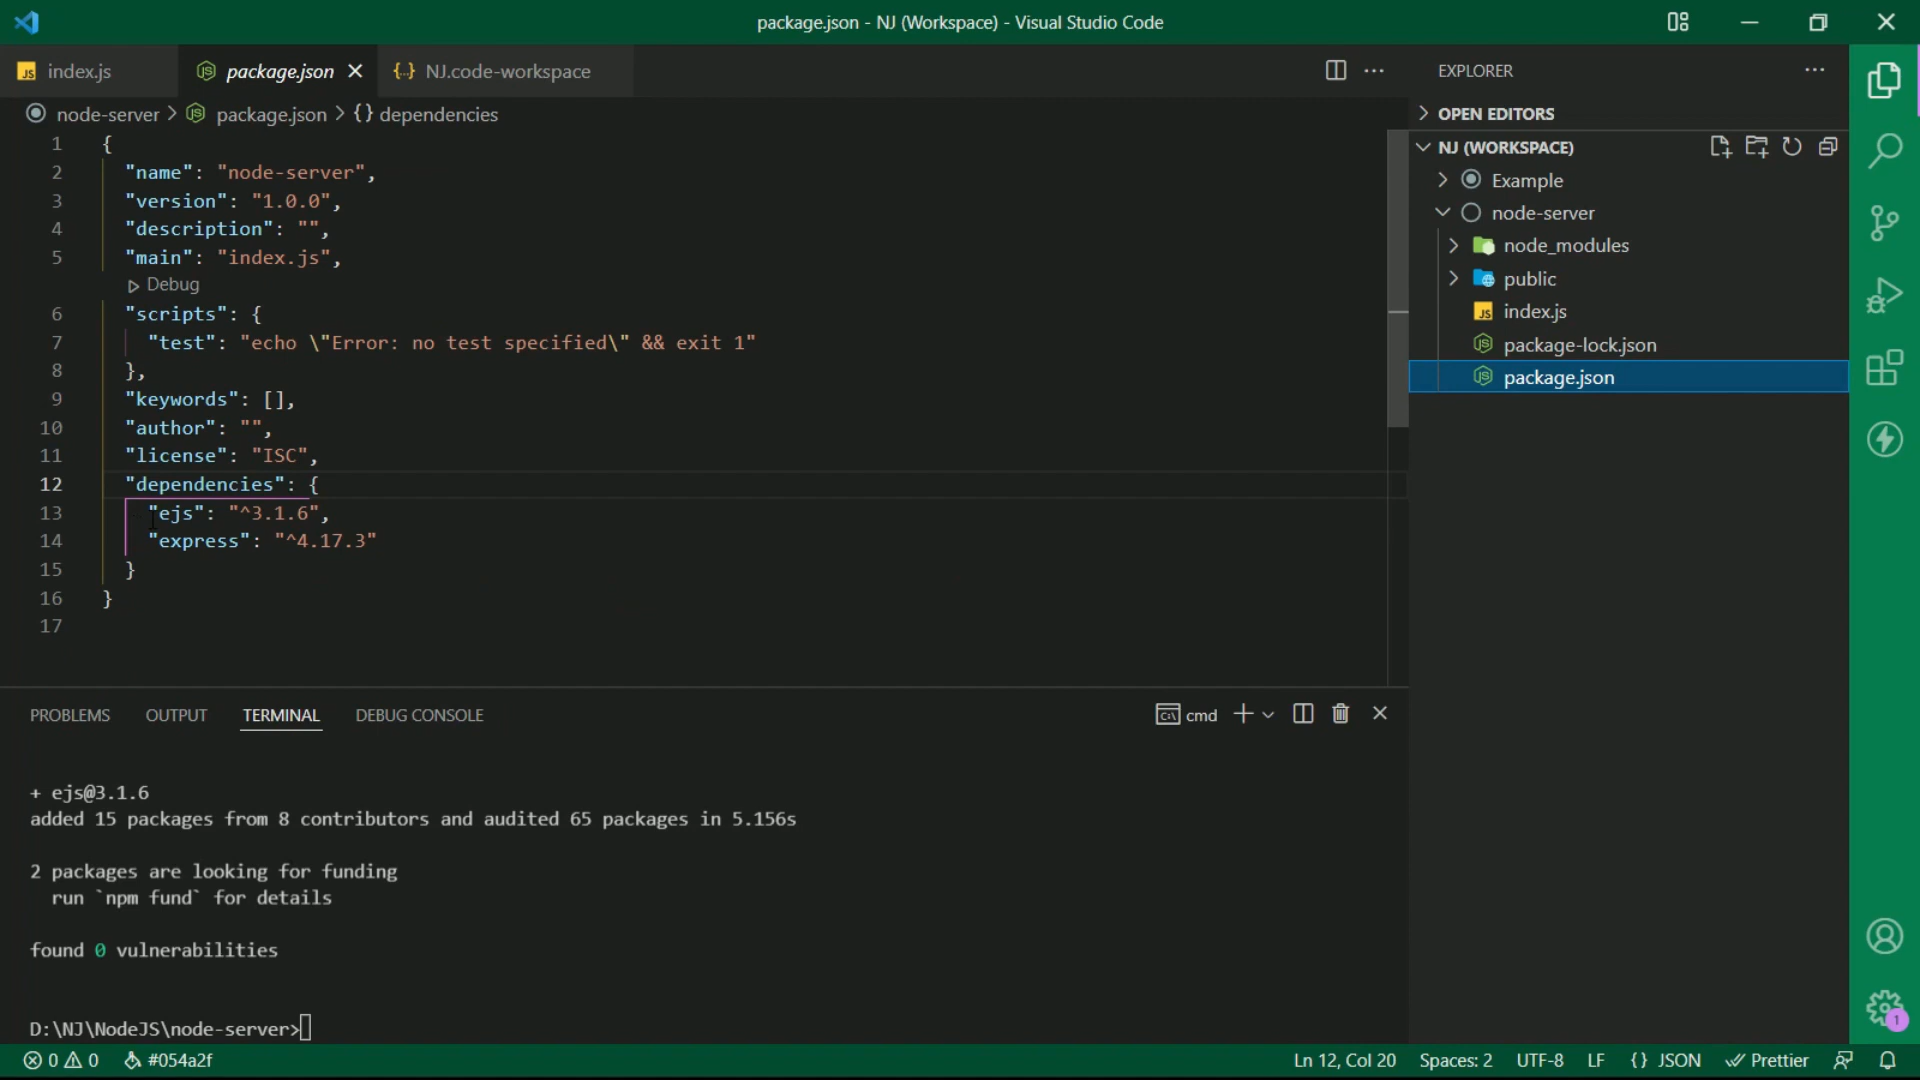 package.json - NJ (Workspace) - Visual Studio Code
index.js
package.json
NJ.code-workspace
node-server > package.json > {} dependencies
1 {
2 "name": "node-server",
3 "version": "1.0.0",
4 "description": "",
5 "main": "index.js",
Debug
6 "scripts": {
7 "test": "echo \"Error: no test specified\" && exit 1"
8 },
9 "keywords": [],
10 "author": "",
11 "license": "ISC",
12 "dependencies": {
13 "ejs": "^3.1.6",
14 "express": "^4.17.3"
15 }
16 }
17
EXPLORER
OPEN EDITORS
NJ (WORKSPACE)
Example
node-server
node_modules
public
index.js
package-lock.json
package.json
PROBLEMS OUTPUT TERMINAL DEBUG CONSOLE
cmd
+ ejs@3.1.6
added 15 packages from 8 contributors and audited 65 packages in 5.156s
2 packages are looking for funding
run `npm fund` for details
found 0 vulnerabilities
D:\NJ\NodeJS\node-server>
1
0 0 #054a2f
Ln 12, Col 20 Spaces: 2 UTF-8 LF {} JSON Prettier